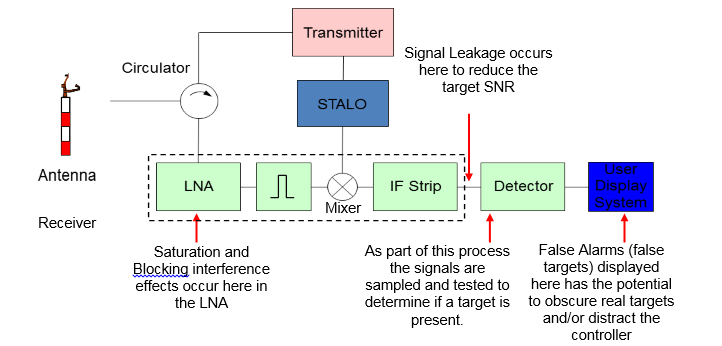 Transmitter
Signal Leakage occurs
here to reduce the
target SNR
Circulator
STALO
Antenna
Receiver
LNA
Mixer
IF Strip
Detector
User
Display
System
Saturation and
Blocking interference
effects occur here in
the LNA
As part of this process
the signals are
sampled and tested to
determine if a target is
present.
False Alarms (false
targets) displayed
here has the potential
to obscure real targets
and/or distract the
controller